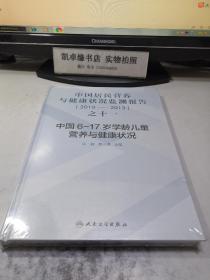 凯卓缘书店 实物拍照
中国居民营养
与健康状况监测报告
[2010—2013]
之十一
中国6~17岁学龄儿童
营养与健康状况
人民卫生出版社